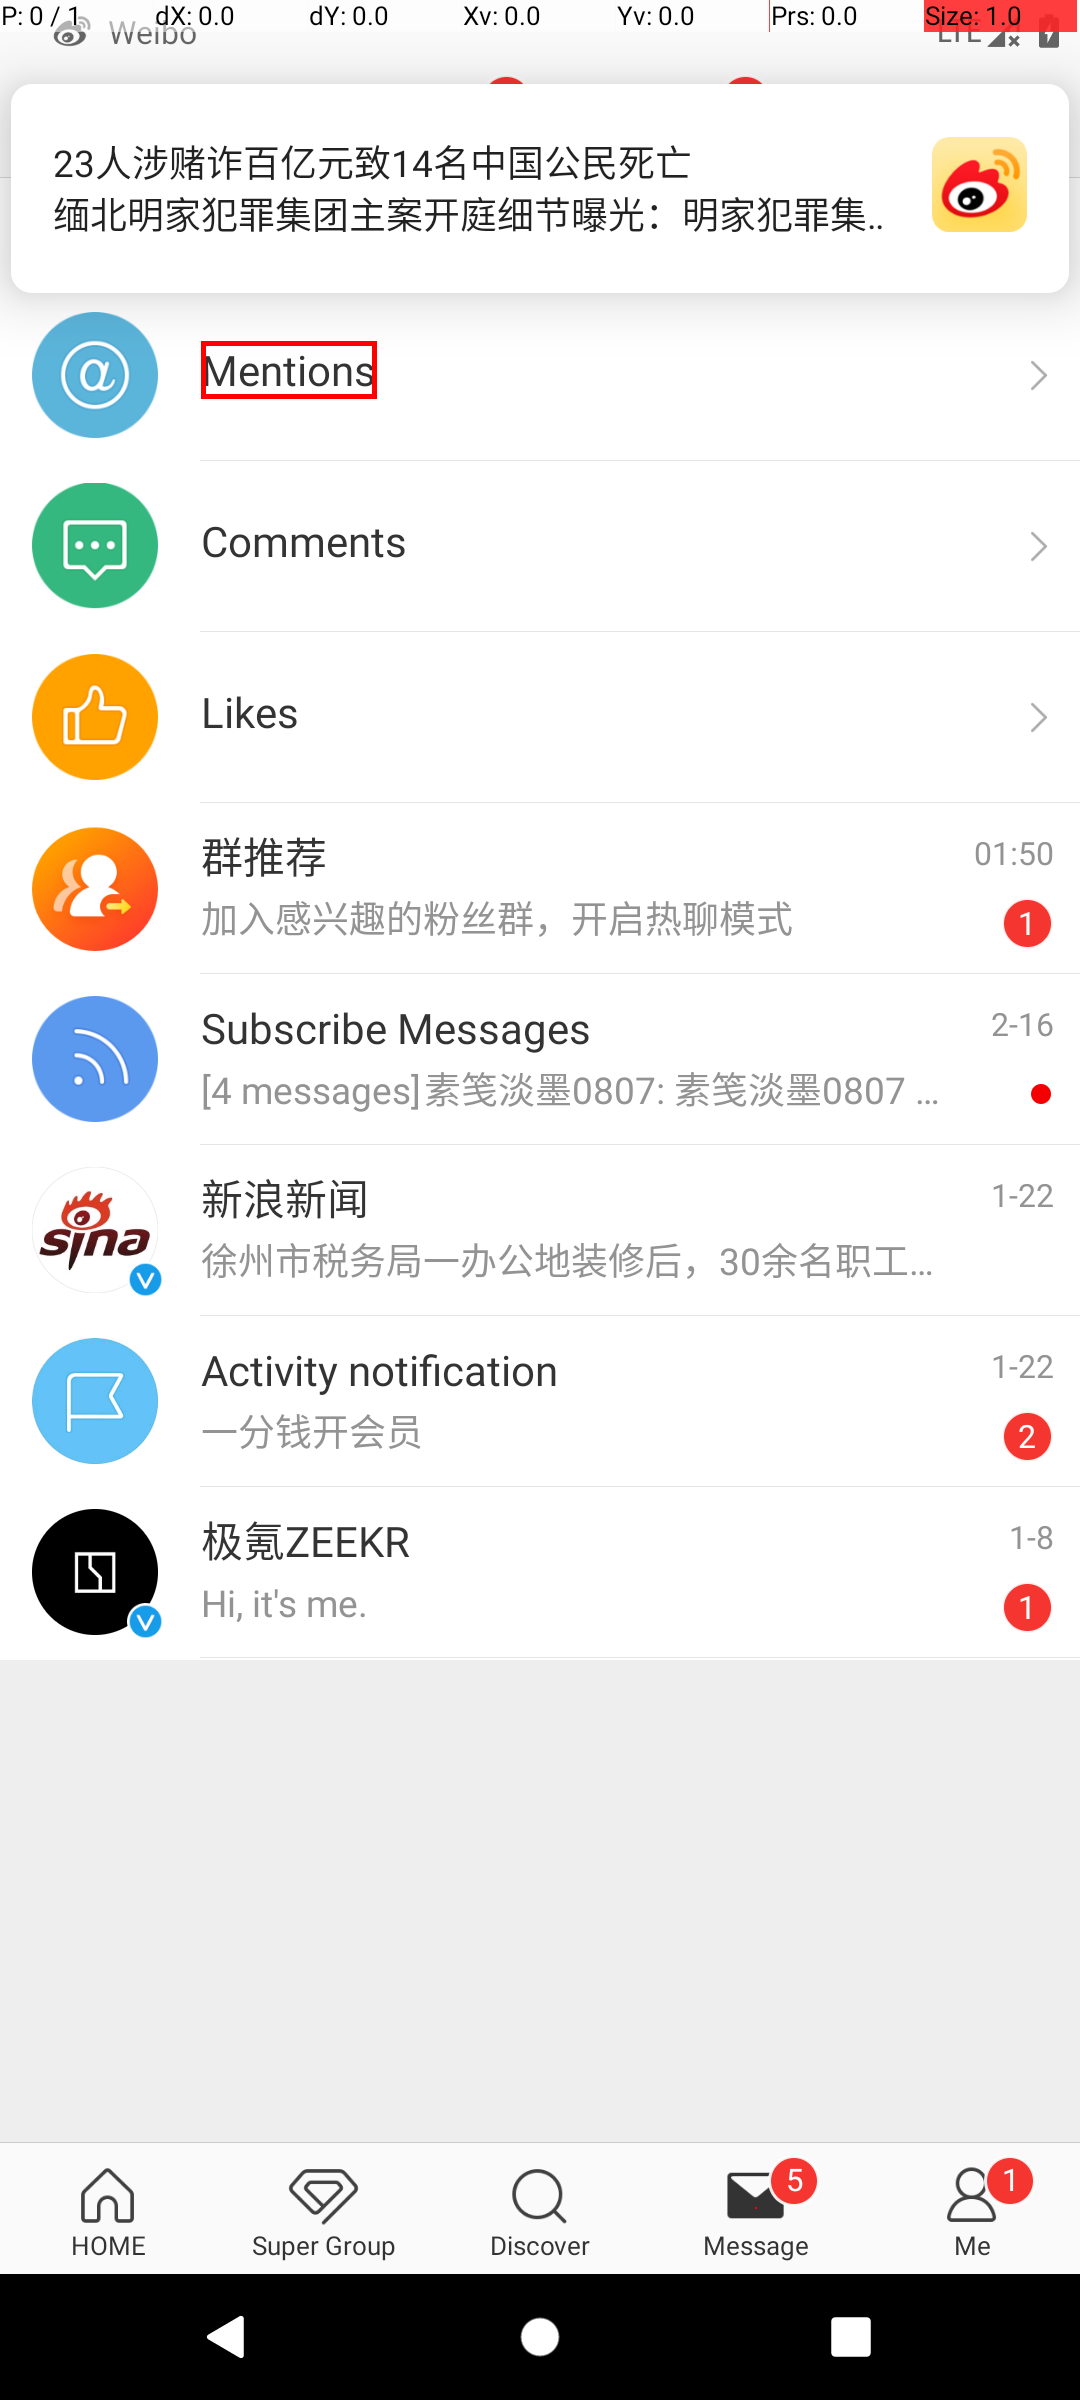 P: 0 / 1 dX: 0.0 dY: 0.0 Xv: 0.0 Yv: 0.0 Prs: 0.0 Size: 1.0
Weibo LTE
23人涉赌诈百亿元致14名中国公民死亡
缅北明家犯罪集团主案开庭细节曝光：明家犯罪集..
Mentions
Comments
Likes
群推荐 01:50
加入感兴趣的粉丝群，开启热聊模式 1
Subscribe Messages 2-16
[4 messages]素笺淡墨0807: 素笺淡墨0807 ...
sina
新浪新闻 1-22
徐州市税务局一办公地装修后，30余名职工...
Activity notification 1-22
一分钱开会员 2
极氪ZEEKR 1-8
Hi, it's me. 1
5 1
HOME Super Group Discover Message Me